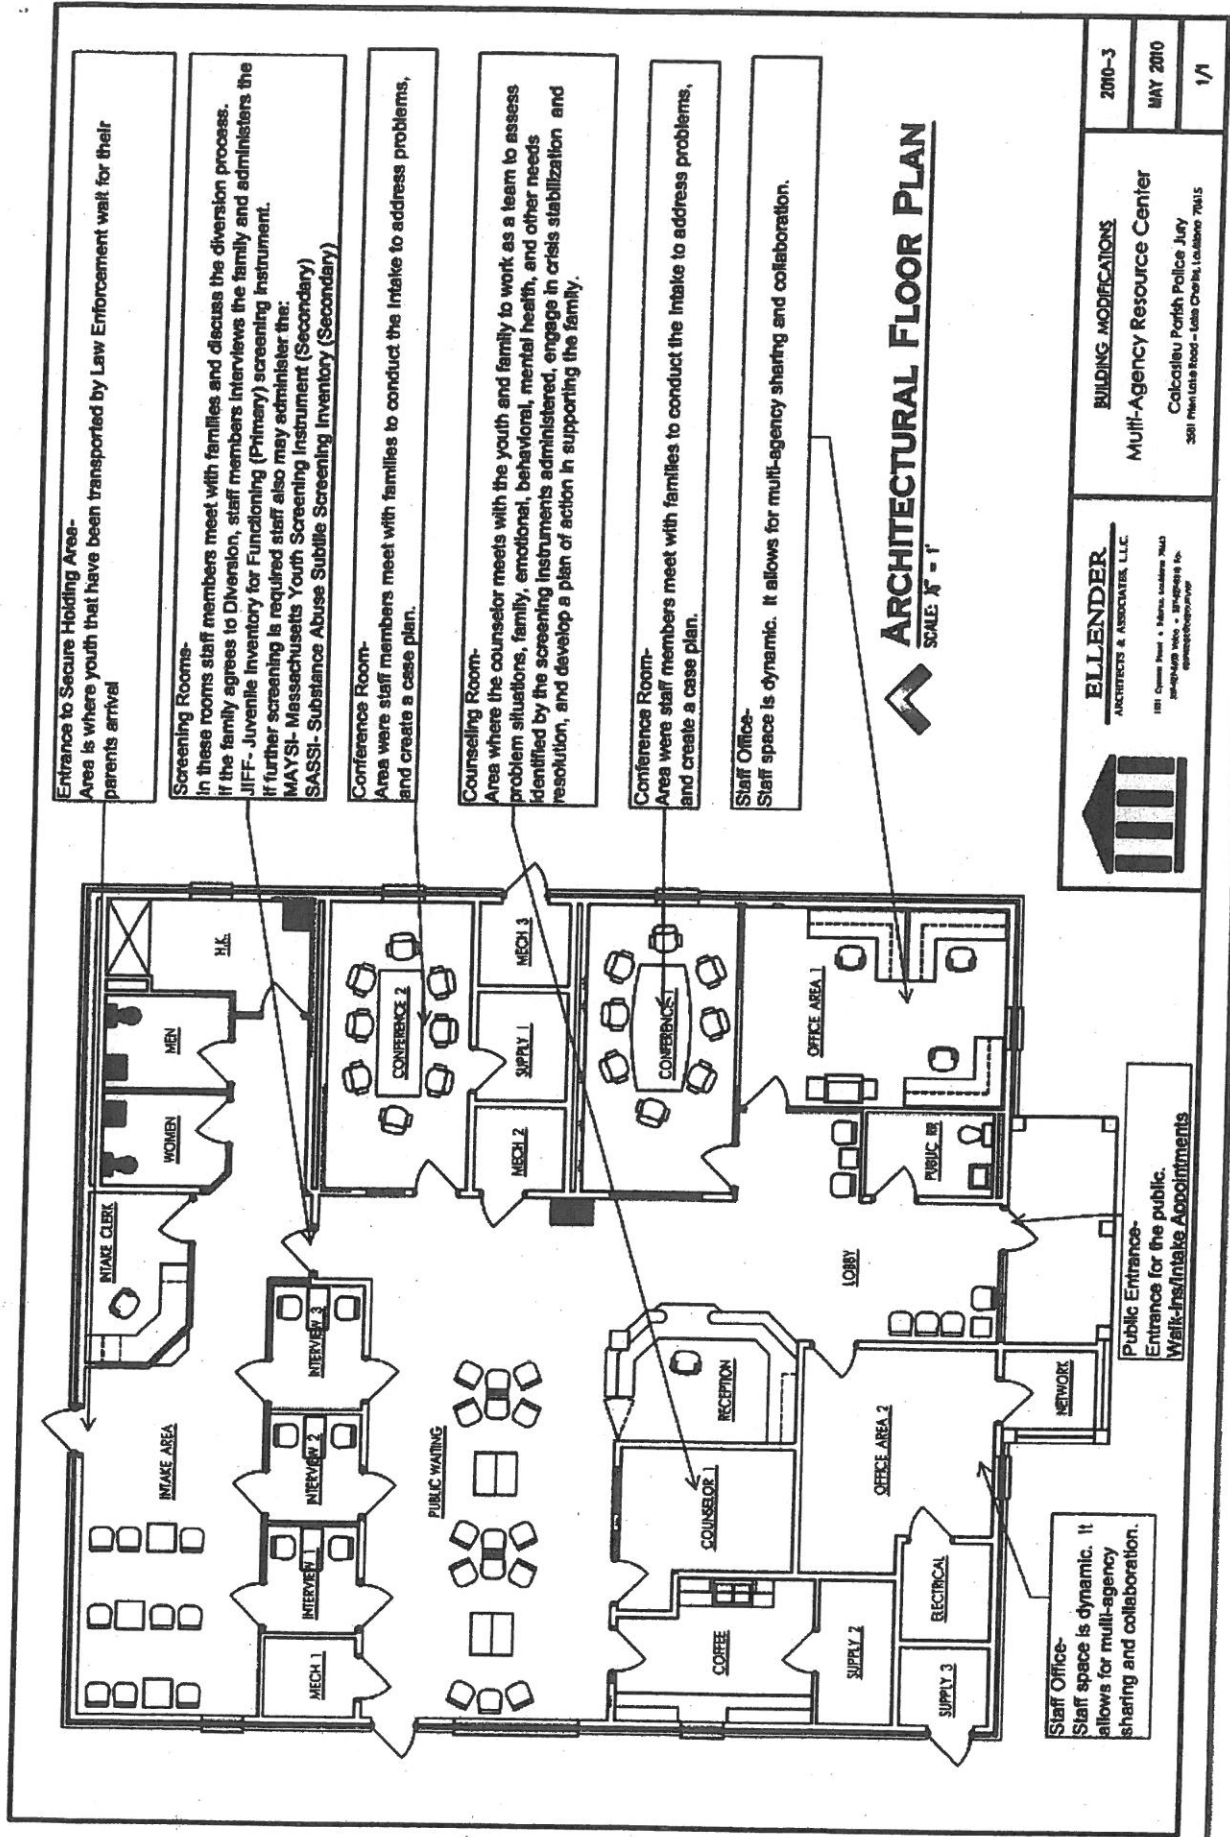 Entrance to Secure Holding Area-
Area is where youth that have been transported by Law Enforcement wait for their
parents arrival
Screening Rooms-
In these rooms staff members meet with families and discuss the diversion process.
If the family agrees to Diversion, staff members interviews the family and administers the
JIFF- Juvenile Inventory for Functioning (Primary) screening instrument.
If further screening is required staff also may administer the:
MAYSI- Massachusetts Youth Screening Instrument (Secondary)
SASSI- Substance Abuse Subtile Screening Inventory (Secondary)
Conference Room-
Area were staff members meet with families to conduct the Intake to address problems,
and create a case plan.
Counseling Room-
Area where the counselor meets with the youth and family to work as a team to assess
problem situations, family, emotional, behavioral, mental health, and other needs
identified by the screening instruments administered, engage in crisis stabilization and
resolution, and develop a plan of action in supporting the family.
Conference Room-
Area were staff members meet with families to conduct the Intake to address problems,
and create a case plan.
Staff Office-
Staff space is dynamic. It allows for multi-agency sharing and collaboration.
INTAKE AREA
INTAKE CLERK
WOMEN
MEN
H.K.
MECH 1
INTERVIEW 1
INTERVIEW 2
INTERVIEW 3
PUBLIC WAITING
CONFERENCE 2
MECH 2
SUPPLY 1
MECH 3
CONFERENCE 1
COFFEE
COUNSELOR 1
RECEPTION
LOBBY
PUBLIC RR
OFFICE AREA 1
SUPPLY 2
SUPPLY 3
ELECTRICAL
OFFICE AREA 2
NETWORK
Staff Office-
Staff space is dynamic. It
allows for multi-agency
sharing and collaboration.
Public Entrance-
Entrance for the public.
Walk-Ins/Intake Appointments
ARCHITECTURAL FLOOR PLAN
SCALE: = 1'
ELLENDER
ARCHITECTS & ASSOCIATES, L.L.C.
BUILDING MODIFICATIONS
Multi-Agency Resource Center
Calcasieu Parish Police Jury
3501 Prien Lake Road - Lake Charles, Louisiana 70615
2010-3
MAY 2010
1/1